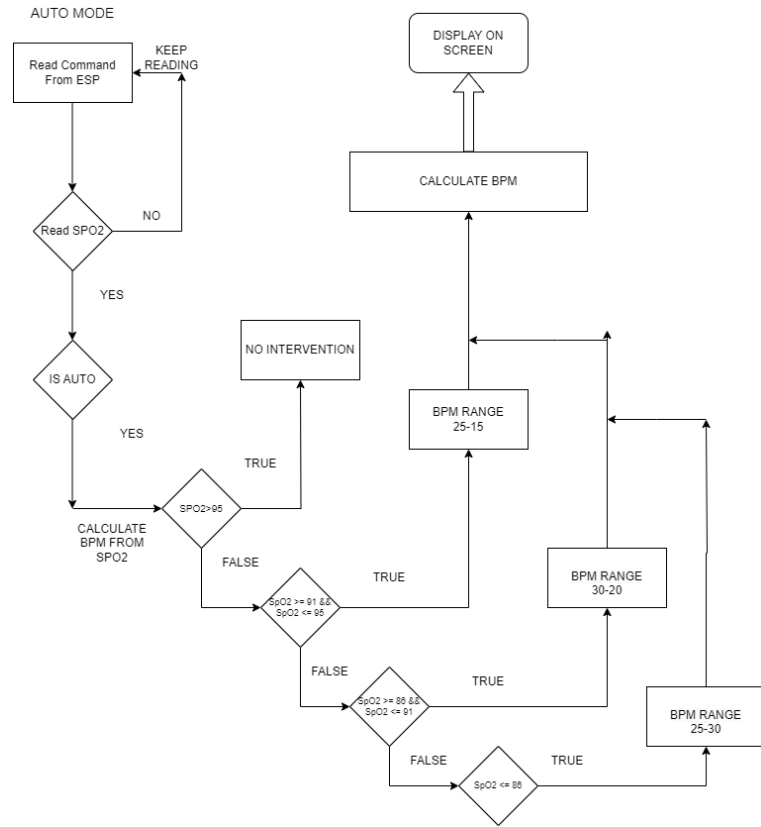 AUTO MODE
Read Command
From ESP
KEEP
READING
Read SPO2
NO
YES
IS AUTO
YES
CALCULATE
BPM FROM
SPO2
SPO2>95
TRUE
NO INTERVENTION
FALSE
SpO2 >= 91 &&
SpO2 <= 95
TRUE
BPM RANGE
25-15
FALSE
SpO2 >= 86 &&
SpO2 <= 91
TRUE
BPM RANGE
30-20
FALSE
SpO2 <= 86
TRUE
BPM RANGE
25-30
CALCULATE BPM
DISPLAY ON
SCREEN